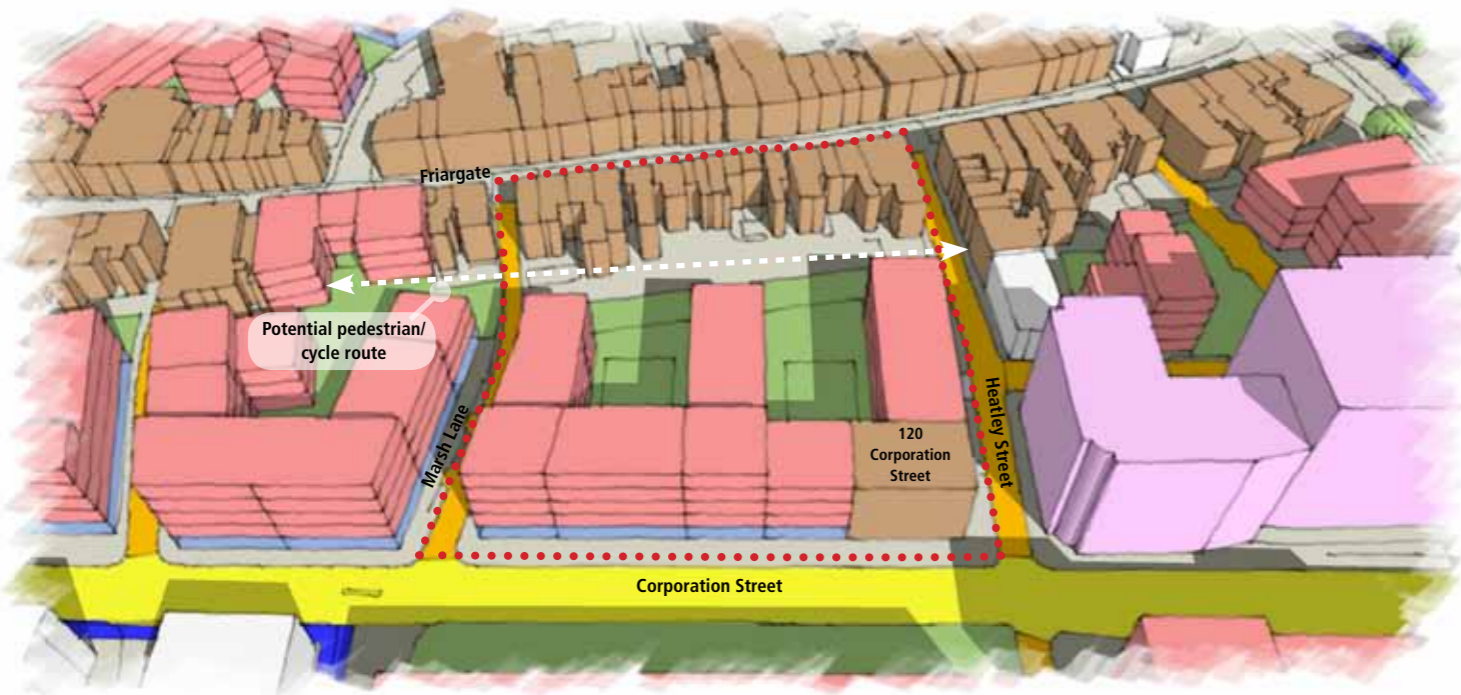 Friargate
Potential pedestrian/
cycle route
Marsh Lane
Heatley Street
120
Corporation
Street
Corporation Street